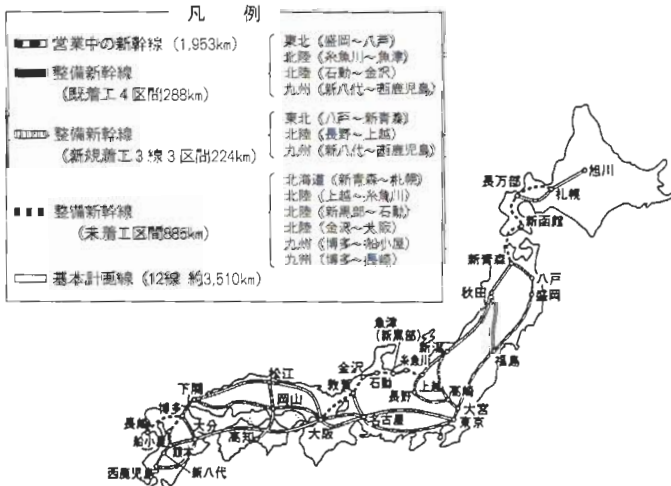 凡 例
営業中の新幹線 (1,953km)
整備新幹線
(既着工4区間288km)
東北 (盛岡〜八戸)
北陸 (糸魚川〜魚津)
北陸 (石動〜金沢)
九州 (新八代〜西鹿児島)
整備新幹線
(新規着工3線3区間224km)
東北 (八戸〜新青森)
北陸 (長野〜上越)
九州 (新八代〜西鹿児島)
整備新幹線
(未着工区間885km)
北海道 (新青森〜札幌)
北陸 (上越〜糸魚川)
北陸 (新黒部〜石動)
北陸 (金沢〜大阪)
九州 (博多〜船小屋)
九州 (博多〜長崎)
基本計画線 (12線 約3,510km)
旭川
長万部
札幌
新函館
新青森
八戸
秋田
盛岡
魚津
(新黒部)
新潟
糸魚川
福島
金沢
石動
松江
敦賀
上越
長野
高崎
下関
岡山
大宮
東京
博多
名古屋
長崎
大分
大阪
高知
船小屋
熊本
新八代
西鹿児島